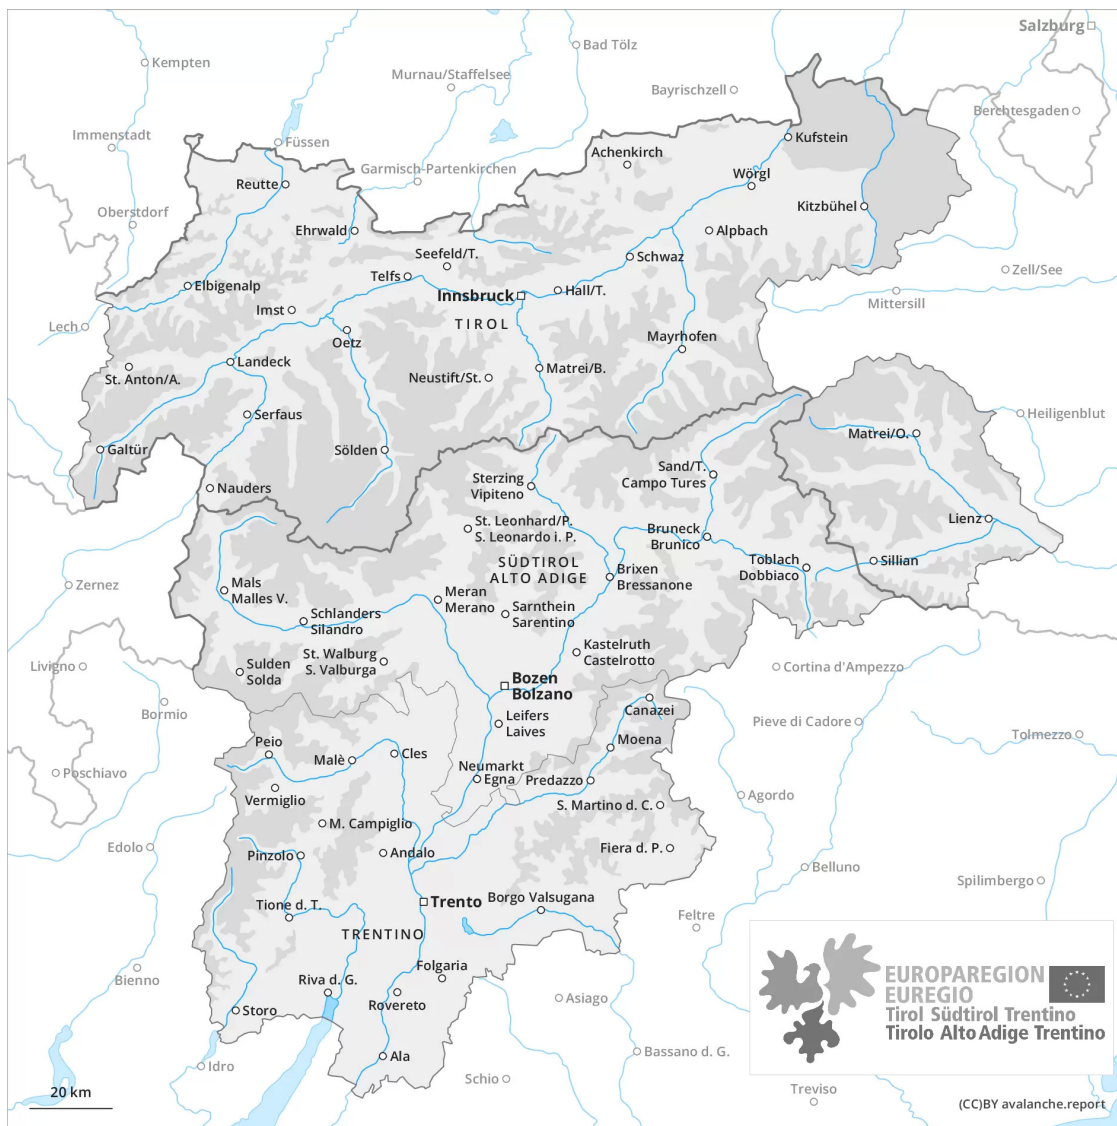 Salzburg
Bad Tölz
Kempten
Murnau/Staffelsee
Bayrischzell
Berchtesgaden
Immenstadt
Füssen
Kufstein
Achenkirch
Garmisch-Partenkirchen
Wörgl
Reutte
Kitzbühel
Oberstdorf
Ehrwald
Alpbach
Seefeld/T.
Schwaz
Zell/See
Telfs
Elbigenalp
Hall/T.
Innsbruck
Mittersill
Imst
Lech
TIROL
Oetz
Mayrhofen
Landeck
Matrei/B.
St. Anton/A.
Neustift/St.
Serfaus
Heiligenblut
Matrei/O.
Galtür
Sölden
Sand/T.
Campo Tures
Sterzing
Vipiteno
Nauders
Lienz
St. Leonhard/P.
S. Leonardo i. P.
Bruneck
Brunico
SÜDTIROL
ALTO ADIGE
Toblach
Dobbiaco
Sillian
Brixen
Bressanone
Zernez
Mals
Malles V.
Meran
Merano
Sarnthein
Sarentino
Schlanders
Silandro
Kastelruth
Castelrotto
St. Walburg
S. Valburga
Livigno
Sulden
Solda
Cortina d'Ampezzo
Bozen
Bolzano
Canazei
Bormio
Leifers
Laives
Pieve di Cadore
Tolmezzo
Moena
Peio
Malè
Cles
Neumarkt
Egna
Predazzo
Poschiavo
Vermiglio
Agordo
S. Martino d. C.
M. Campiglio
Edolo
Pinzolo
Andalo
Fiera d. P.
Belluno
Spilimbergo
Borgo Valsugana
Trento
Tione d. T.
Feltre
TRENTINO
Bienno
Folgaria
Riva d. G.
Rovereto
Asiago
Storo
EUROPAREGION
EUREGIO
Tirol Südtirol Trentino
Tirolo Alto Adige Trentino
Ala
Bassano d. G.
Idro
Schio
Treviso
20 km
(CC)BY avalanche.report